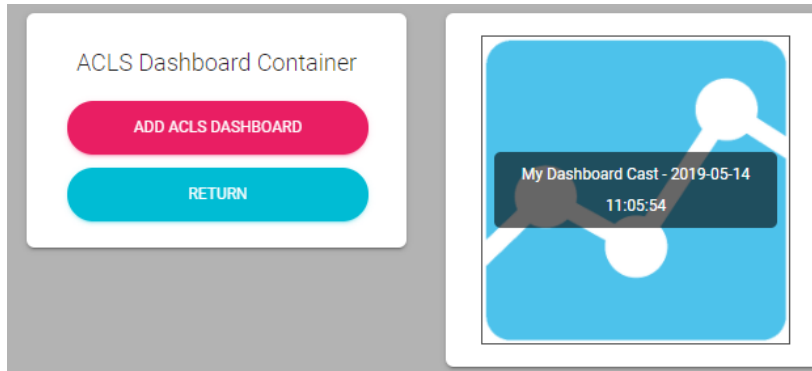 ACLS Dashboard Container
ADD ACLS DASHBOARD
RETURN
My Dashboard Cast - 2019-05-14
11:05:54